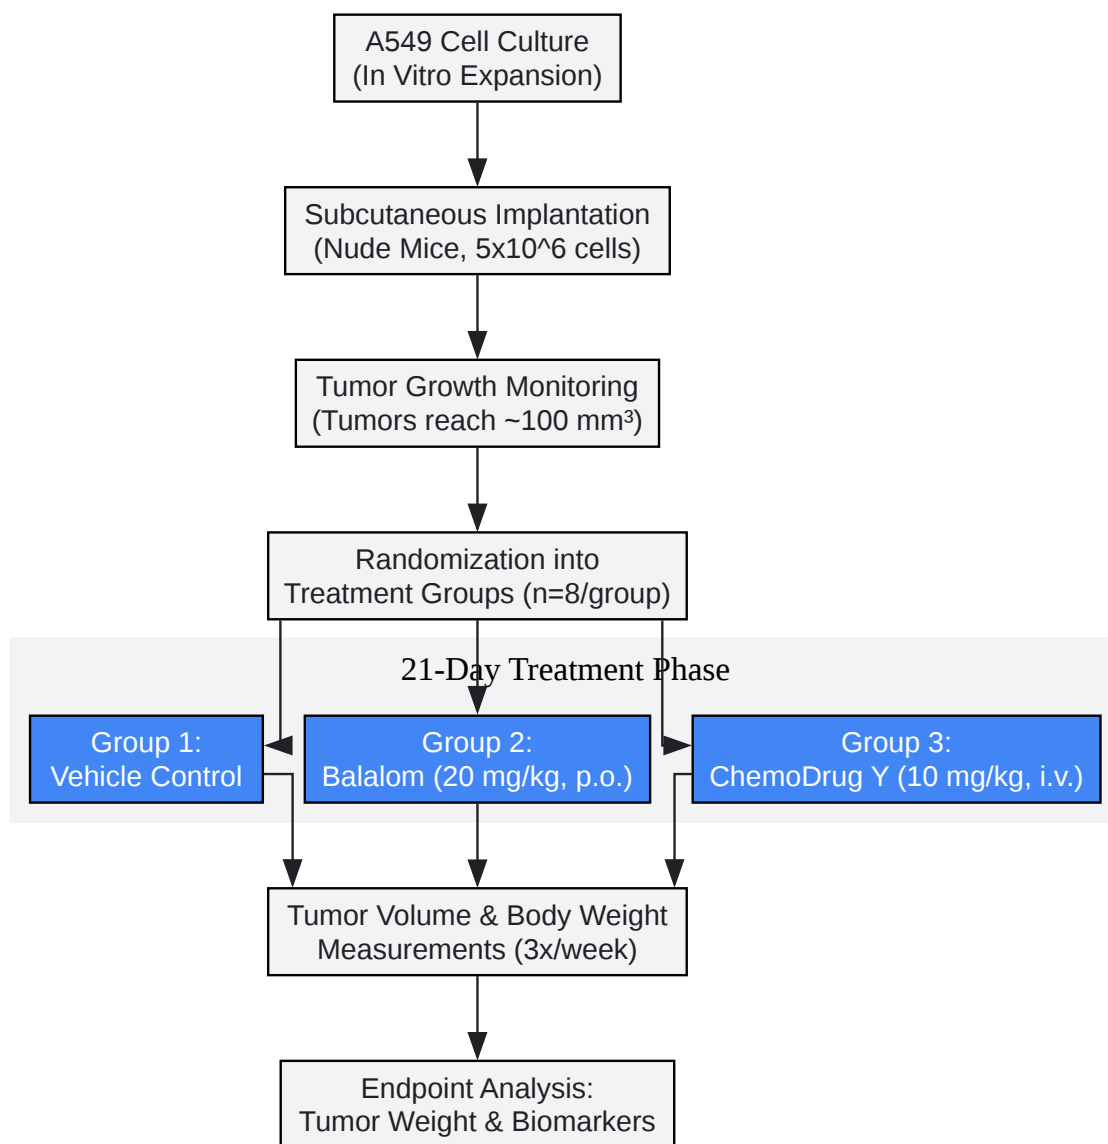 A549 Cell Culture
(In Vitro Expansion)
Subcutaneous Implantation
(Nude Mice, 5x10^6 cells)
Tumor Growth Monitoring
(Tumors reach ~100 mm³)
Randomization into
Treatment Groups (n=8/group)
21-Day Treatment Phase
Group 1:
Vehicle Control
Group 2:
Balalom (20 mg/kg, p.o.)
Group 3:
ChemoDrug Y (10 mg/kg, i.v.)
Tumor Volume & Body Weight
Measurements (3x/week)
Endpoint Analysis:
Tumor Weight & Biomarkers